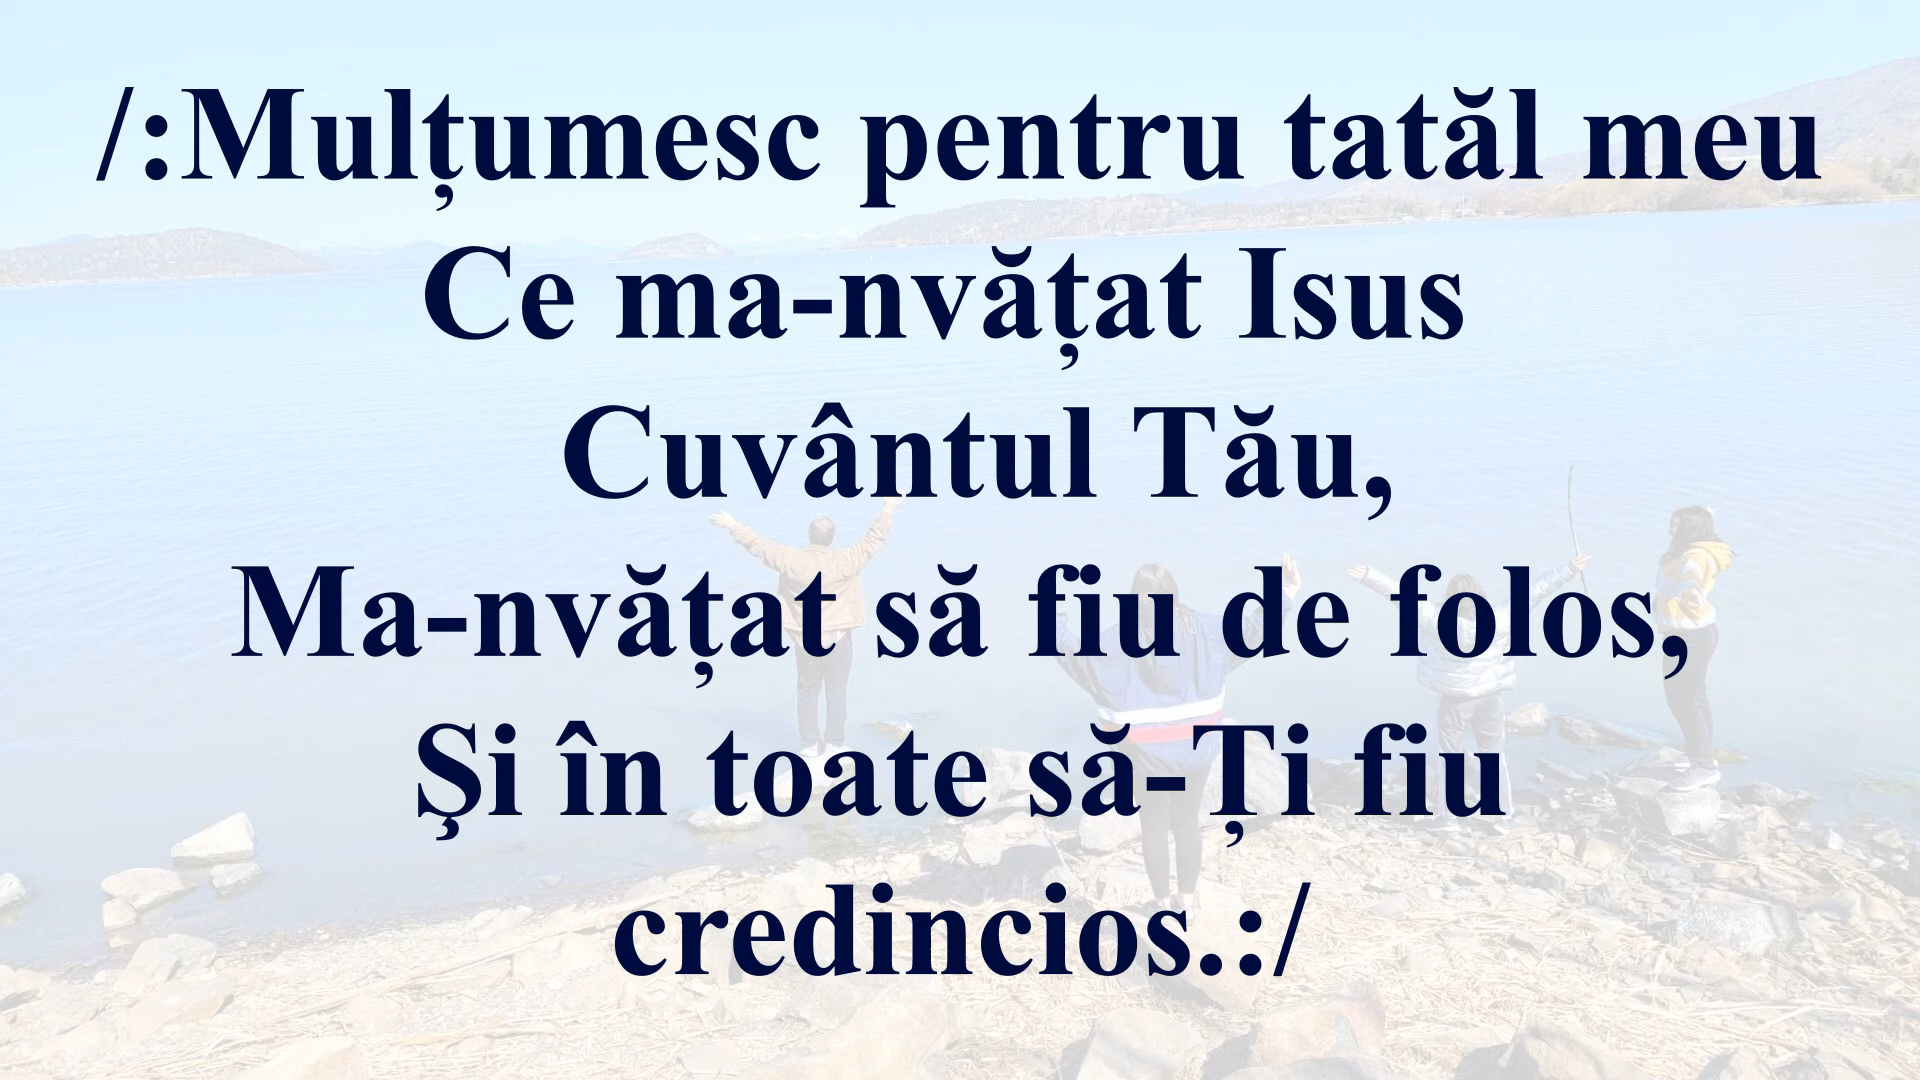 /:Mulțumesc pentru tatăl meu
Ce ma-nvățat Isus
Cuvântul Tău,
Ma-nvățat să fiu de folos,
Şi în toate să-Ți fiu
credincios.:/